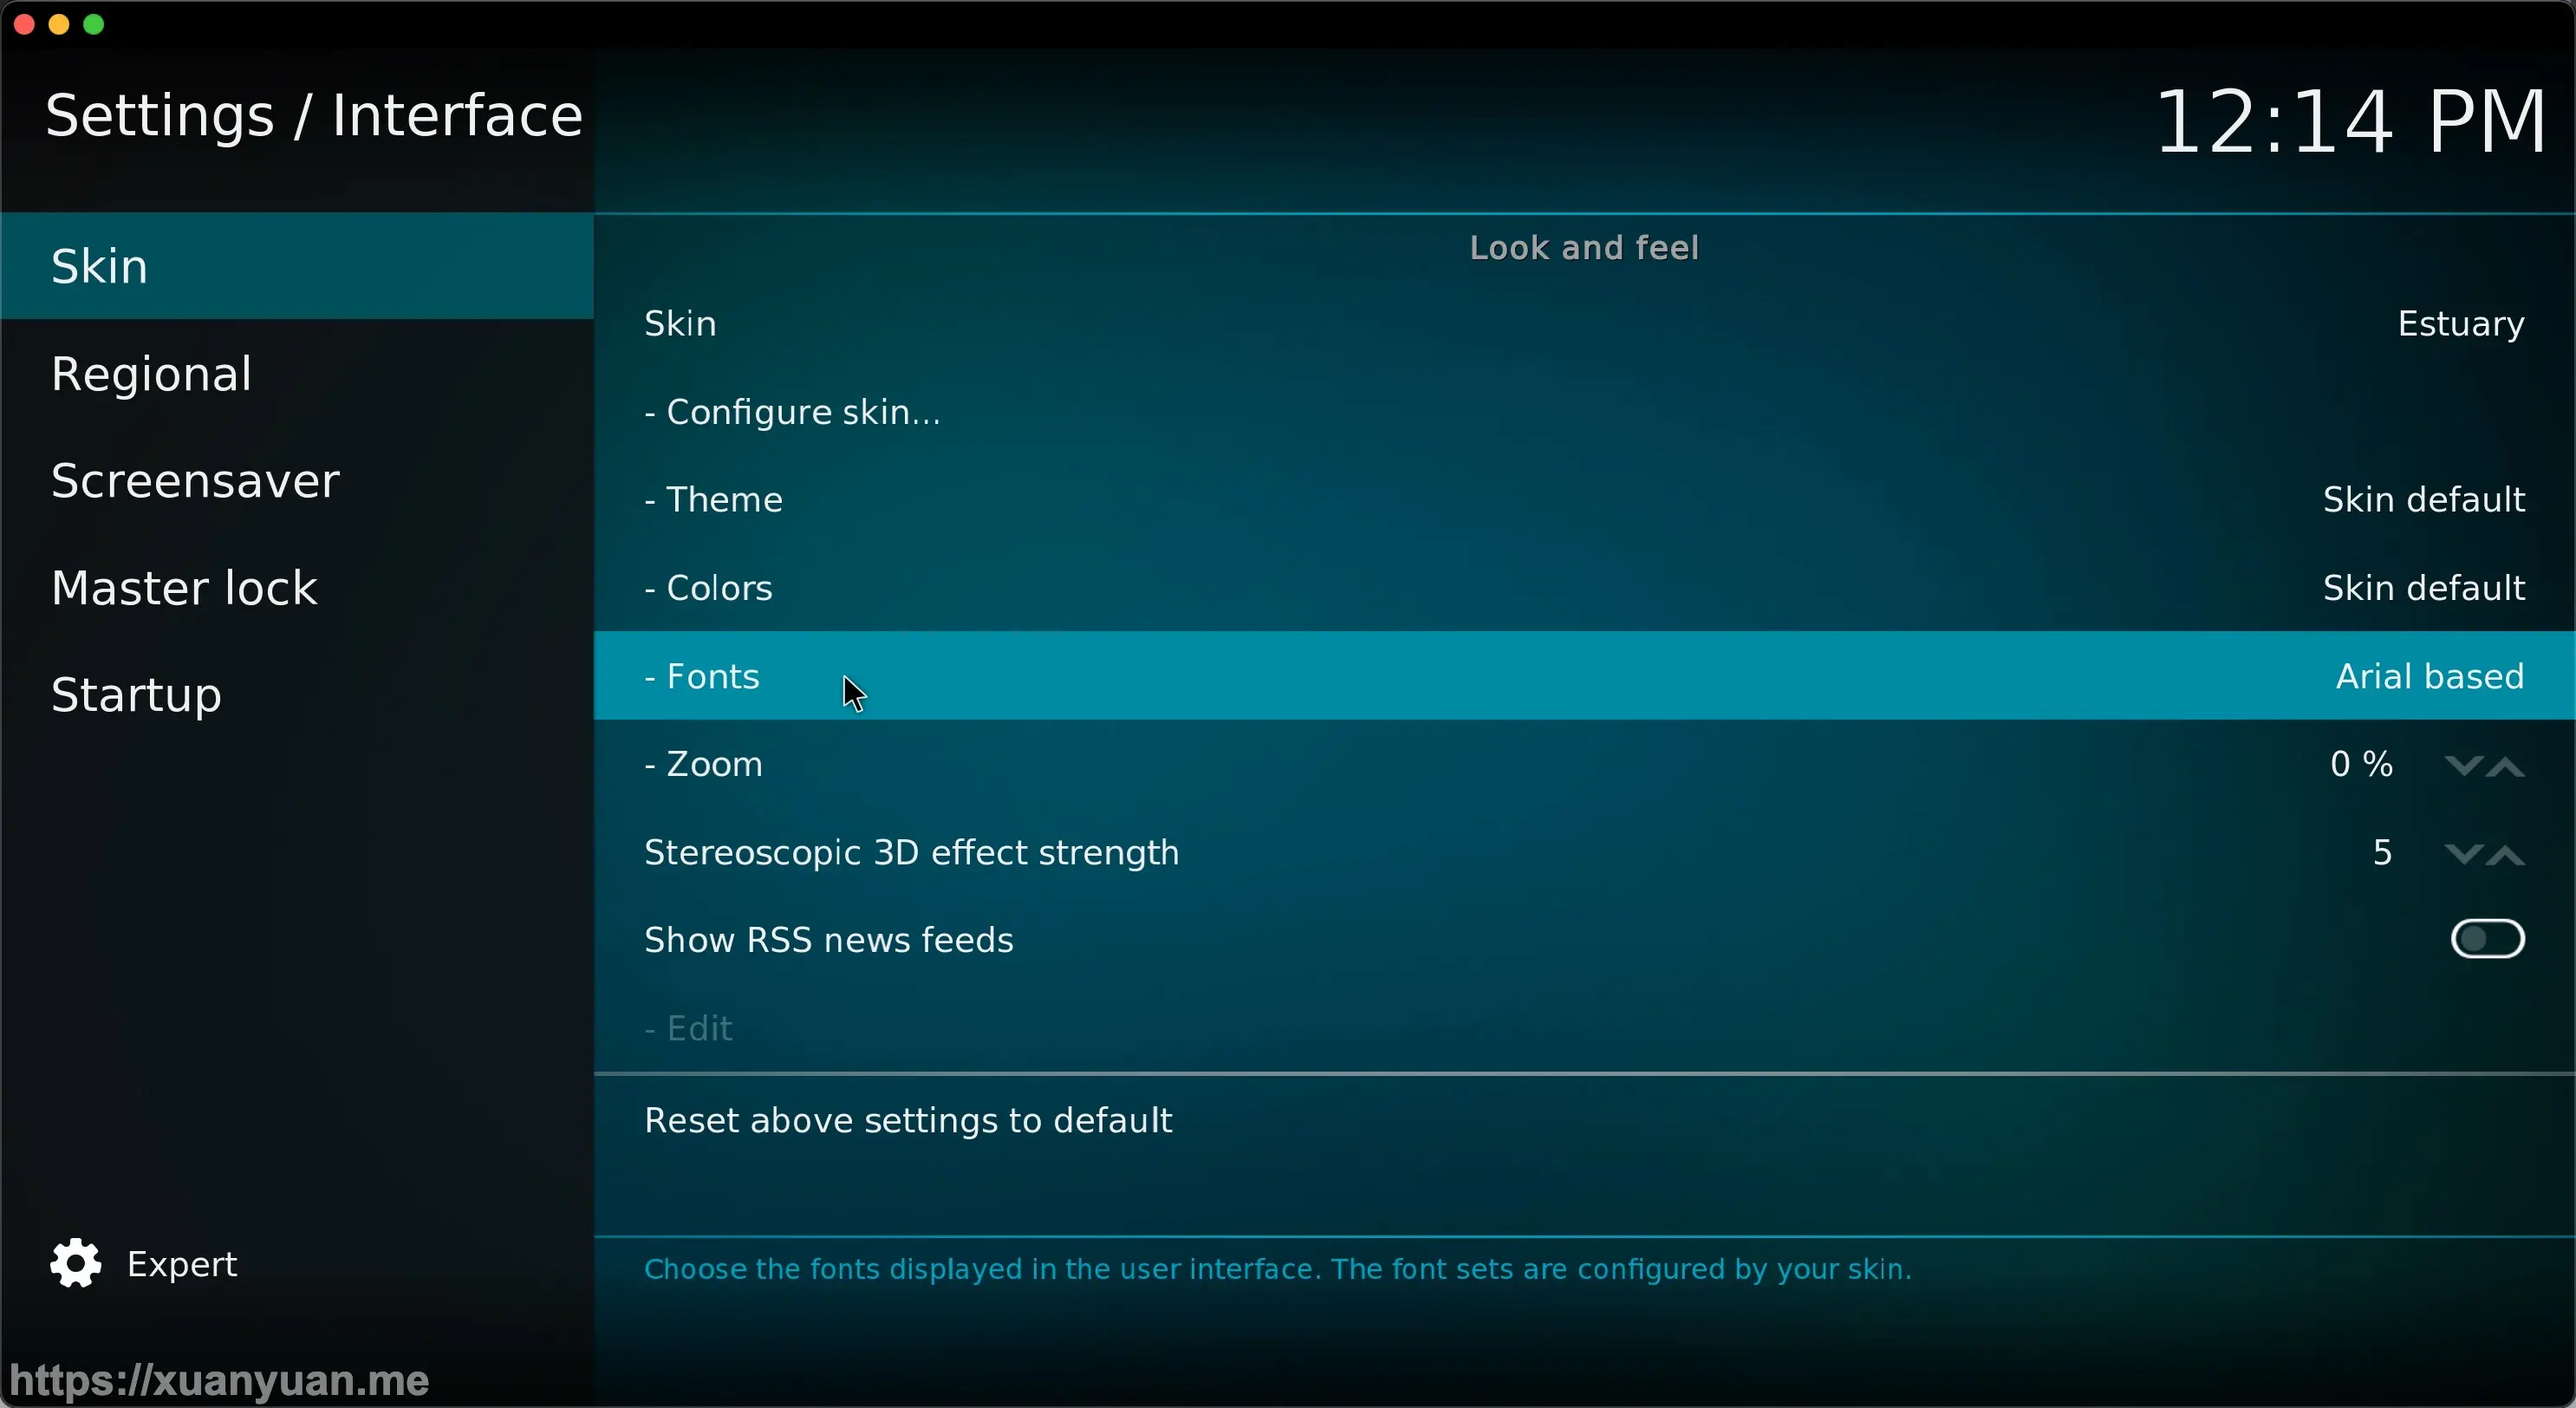 Settings / Interface
12:14 PM
Skin
Regional
Screensaver
Master lock
Startup
Expert
Look and feel
Skin Estuary
- Configure skin...
- Theme Skin default
- Colors Skin default
- Fonts Arial based
- Zoom 0 %
Stereoscopic 3D effect strength 5
Show RSS news feeds
- Edit
Reset above settings to default
Choose the fonts displayed in the user interface. The font sets are configured by your skin.
https://xuanyuan.me